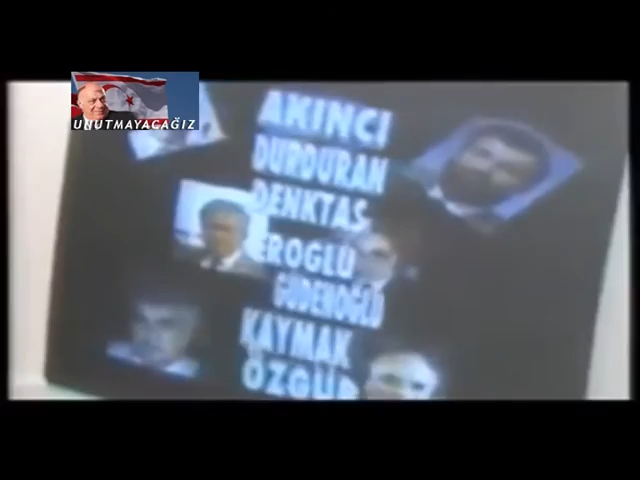 UNUTMAYACAĞIZ
AKINCI
DURDURAN
DENKTAŞ
EROĞLU
GÜDENOĞLU
KAYMAK
ÖZGÜR